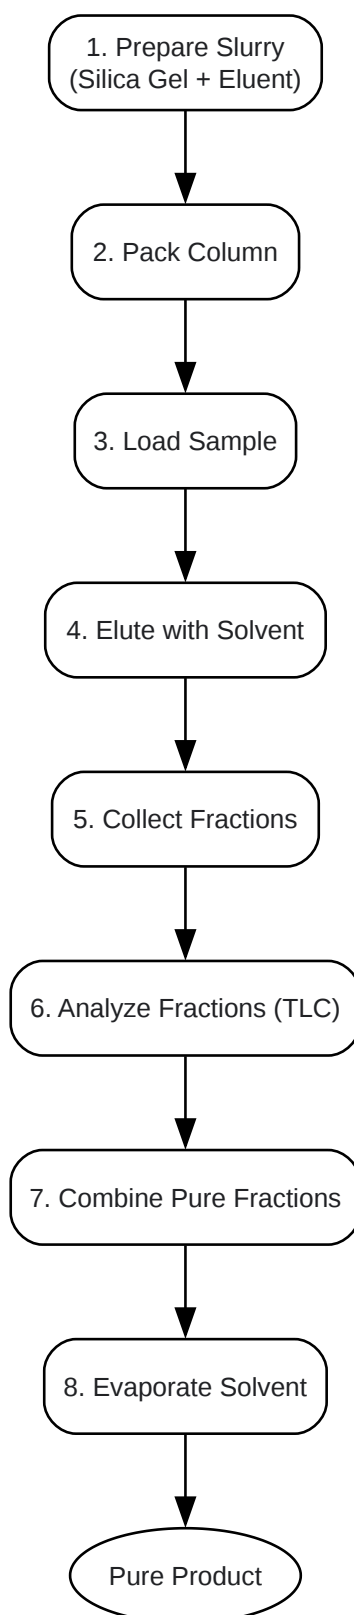 1. Prepare Slurry
(Silica Gel + Eluent)
2. Pack Column
3. Load Sample
4. Elute with Solvent
5. Collect Fractions
6. Analyze Fractions (TLC)
7. Combine Pure Fractions
8. Evaporate Solvent
Pure Product